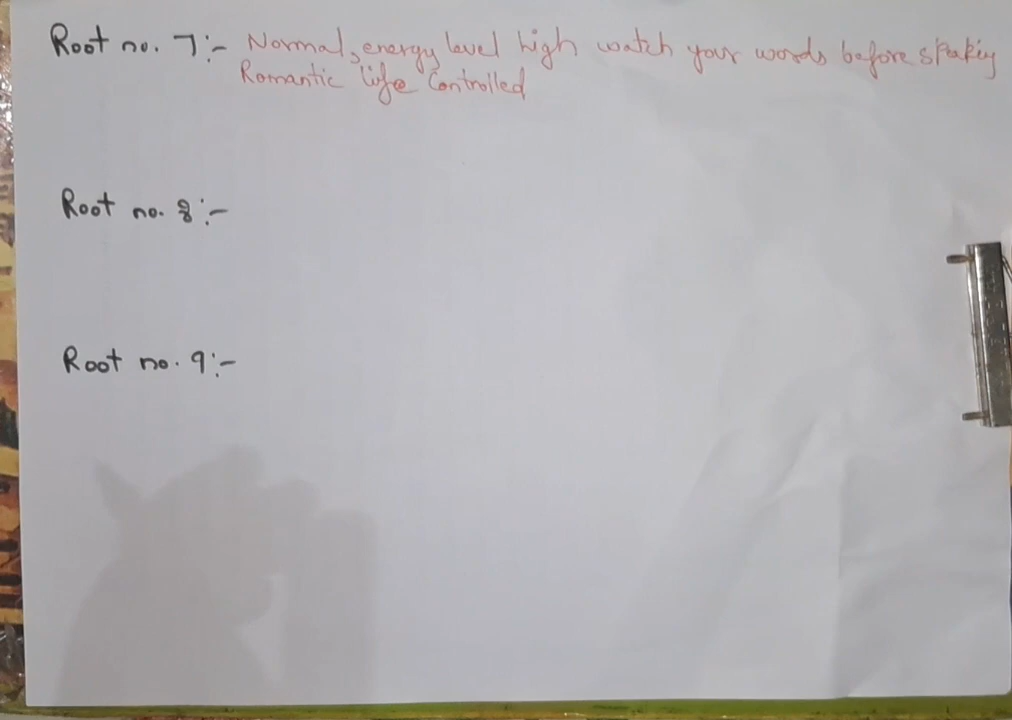 Root no. 7:- Normal, energy level high watch your words before speaking
Romantic life Controlled
Root no. 8:-
Root no. 9:-